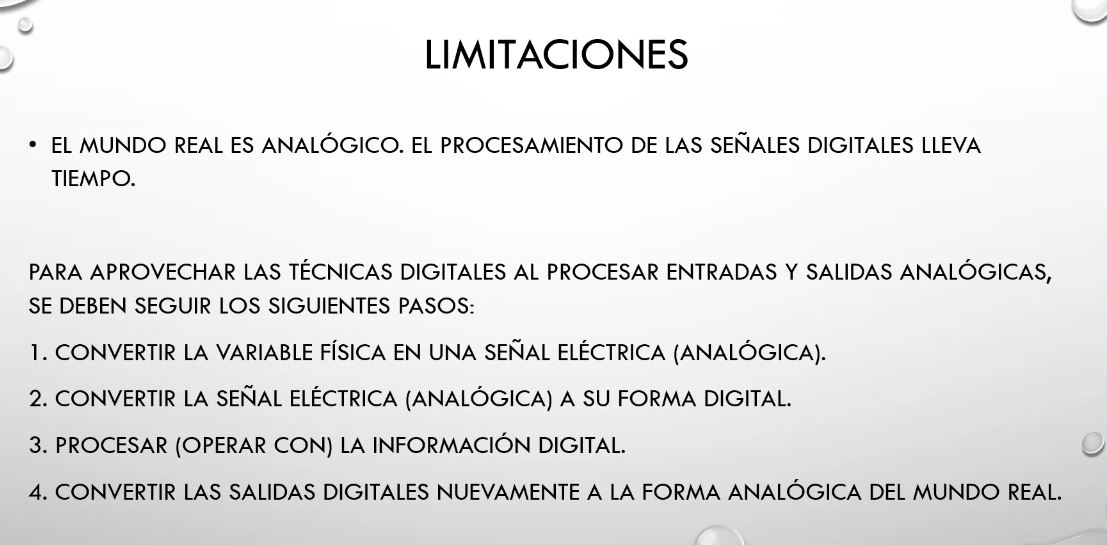 LIMITACIONES
• EL MUNDO REAL ES ANALÓGICO. EL PROCESAMIENTO DE LAS SEÑALES DIGITALES LLEVA
TIEMPO.
PARA APROVECHAR LAS TÉCNICAS DIGITALES AL PROCESAR ENTRADAS Y SALIDAS ANALÓGICAS,
SE DEBEN SEGUIR LOS SIGUIENTES PASOS:
1. CONVERTIR LA VARIABLE FÍSICA EN UNA SEÑAL ELÉCTRICA (ANALÓGICA).
2. CONVERTIR LA SEÑAL ELÉCTRICA (ANALÓGICA) A SU FORMA DIGITAL.
3. PROCESAR (OPERAR CON) LA INFORMACIÓN DIGITAL.
4. CONVERTIR LAS SALIDAS DIGITALES NUEVAMENTE A LA FORMA ANALÓGICA DEL MUNDO REAL.